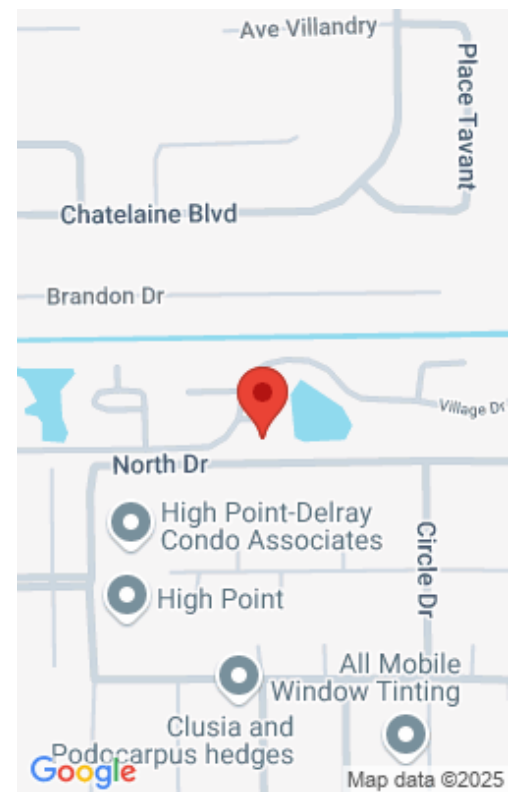 Ave Villandry
Place Tavant
Chatelaine Blvd
Brandon Dr
Village Dr
North Dr
High Point-Delray
Condo Associates
Circle Dr
High Point
All Mobile
Window Tinting
Clusia and
Podocarpus hedges
Google
Map data ©2025